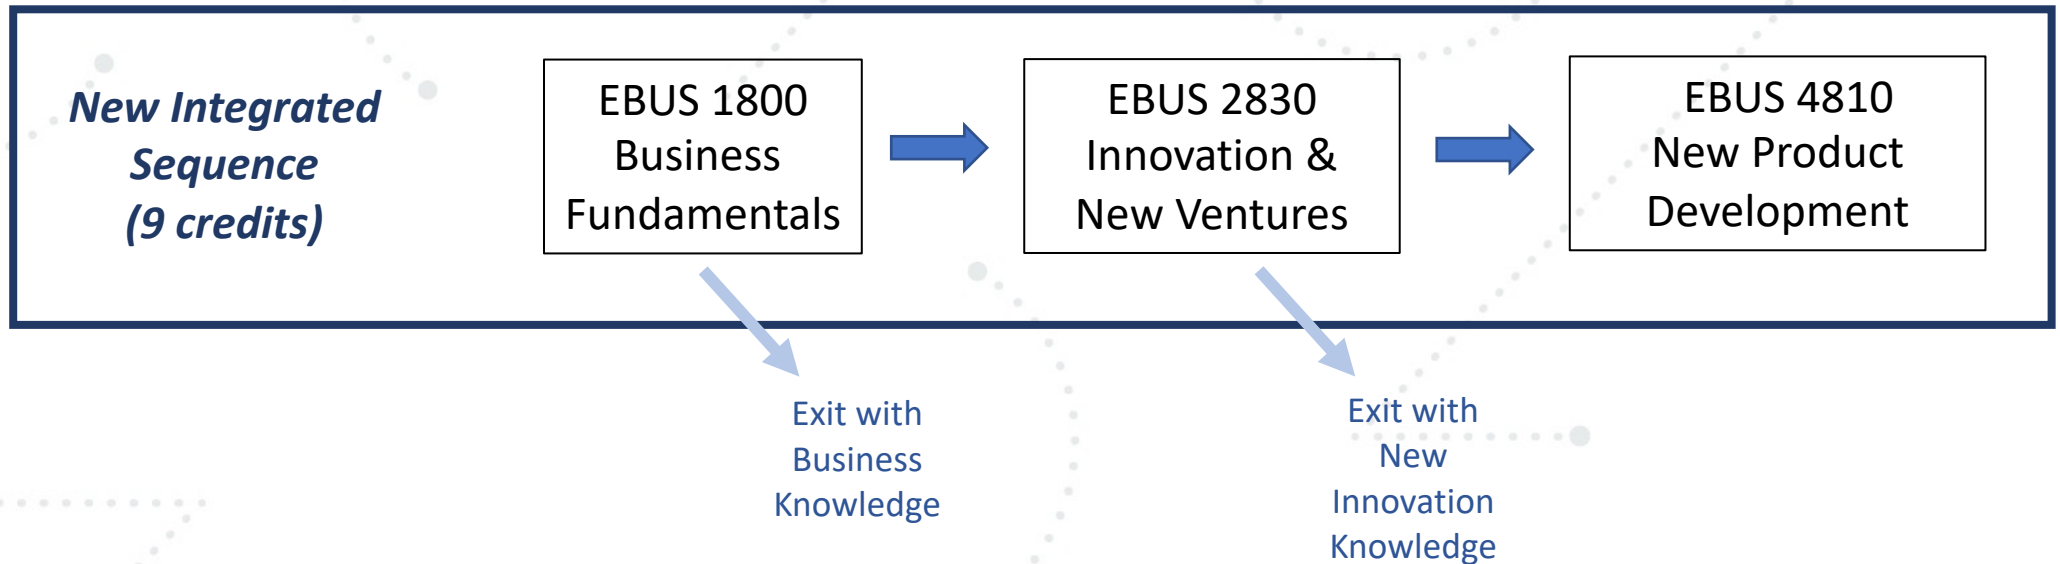 New Integrated
Sequence
(9 credits)
EBUS 1800
Business
Fundamentals
EBUS 2830
Innovation &
New Ventures
EBUS 4810
New Product
Development
Exit with
Business
Knowledge
Exit with
New
Innovation
Knowledge